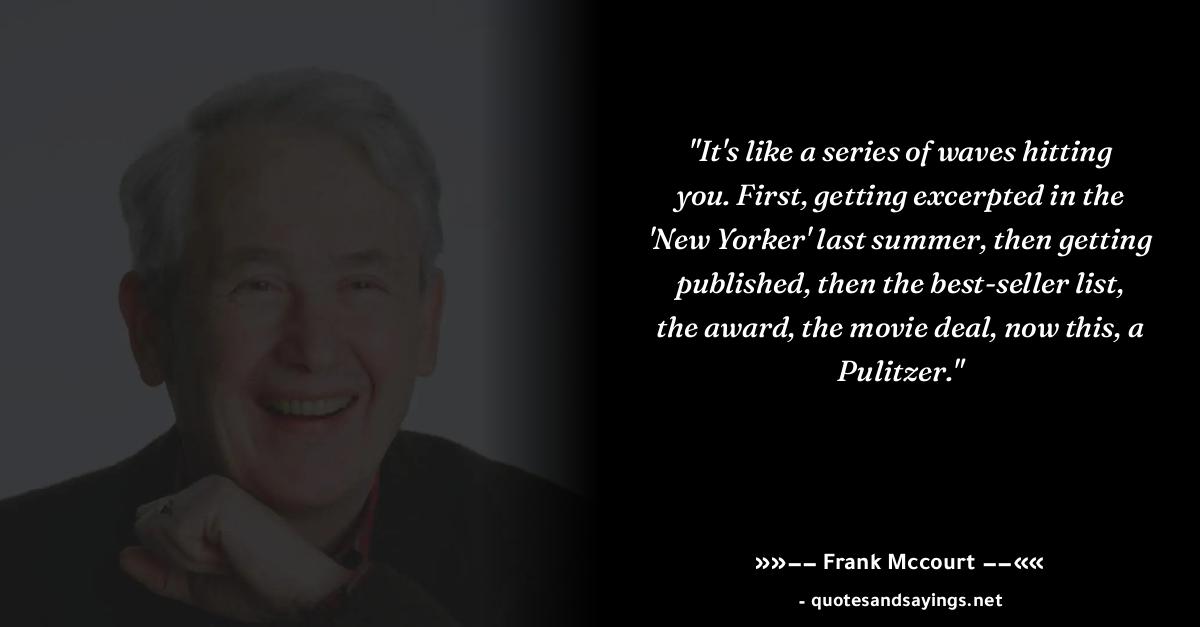 "It's like a series of waves hitting
you. First, getting excerpted in the
'New Yorker' last summer, then getting
published, then the best-seller list,
the award, the movie deal, now this, a
Pulitzer."
»»—— Frank Mccourt ——««
- quotesandsayings.net